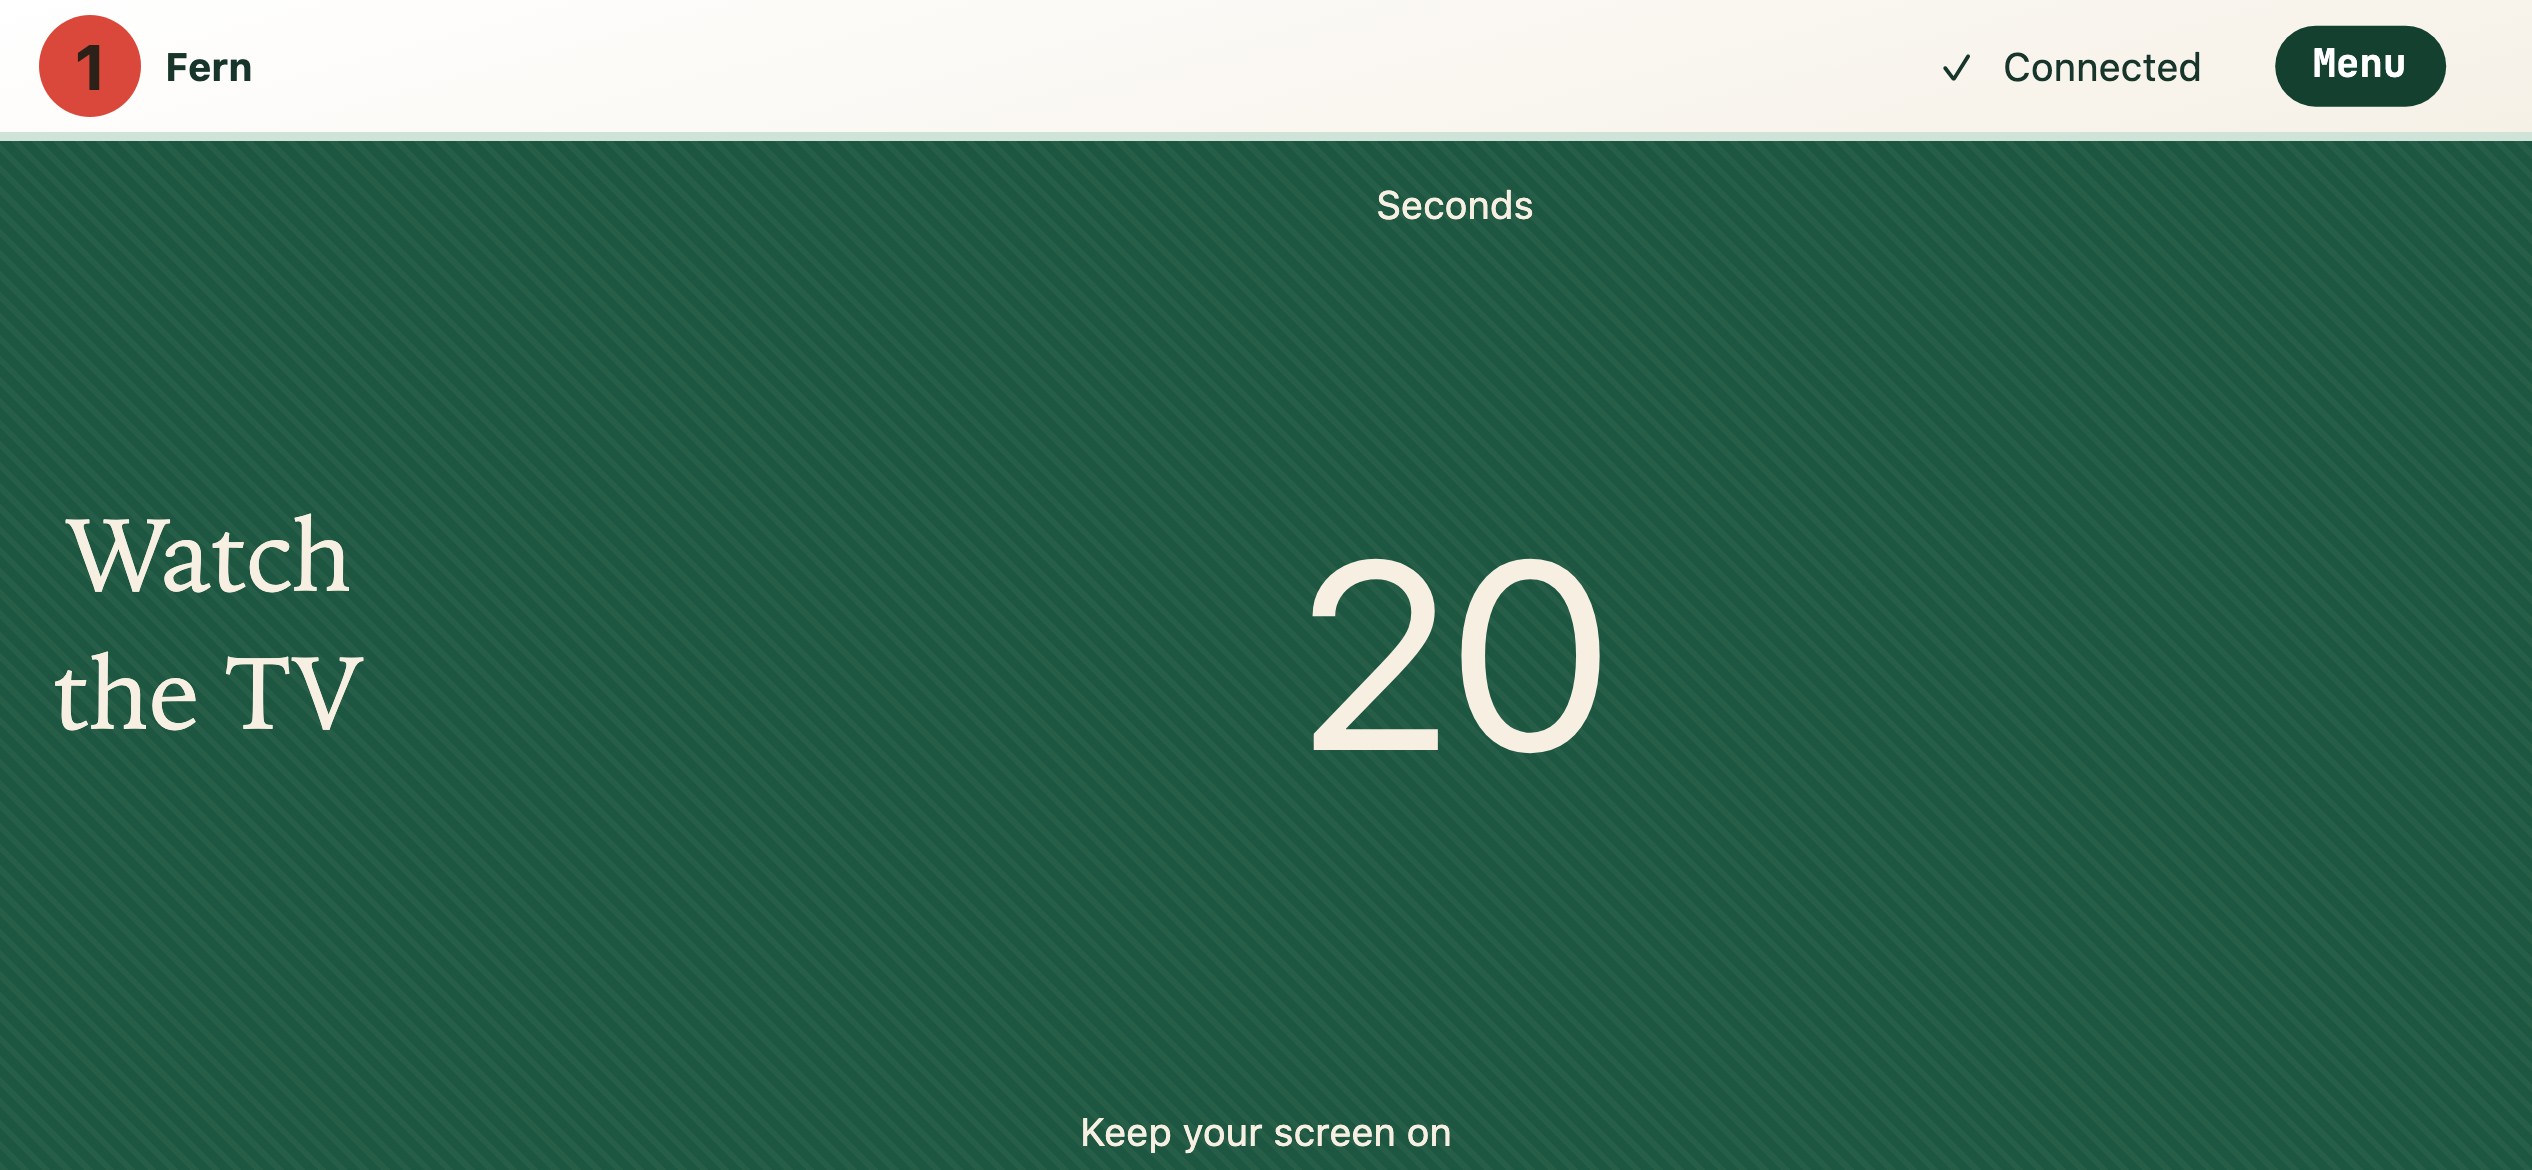 1 Fern
✓ Connected
Menu
Seconds
Watch
the TV
20
Keep your screen on